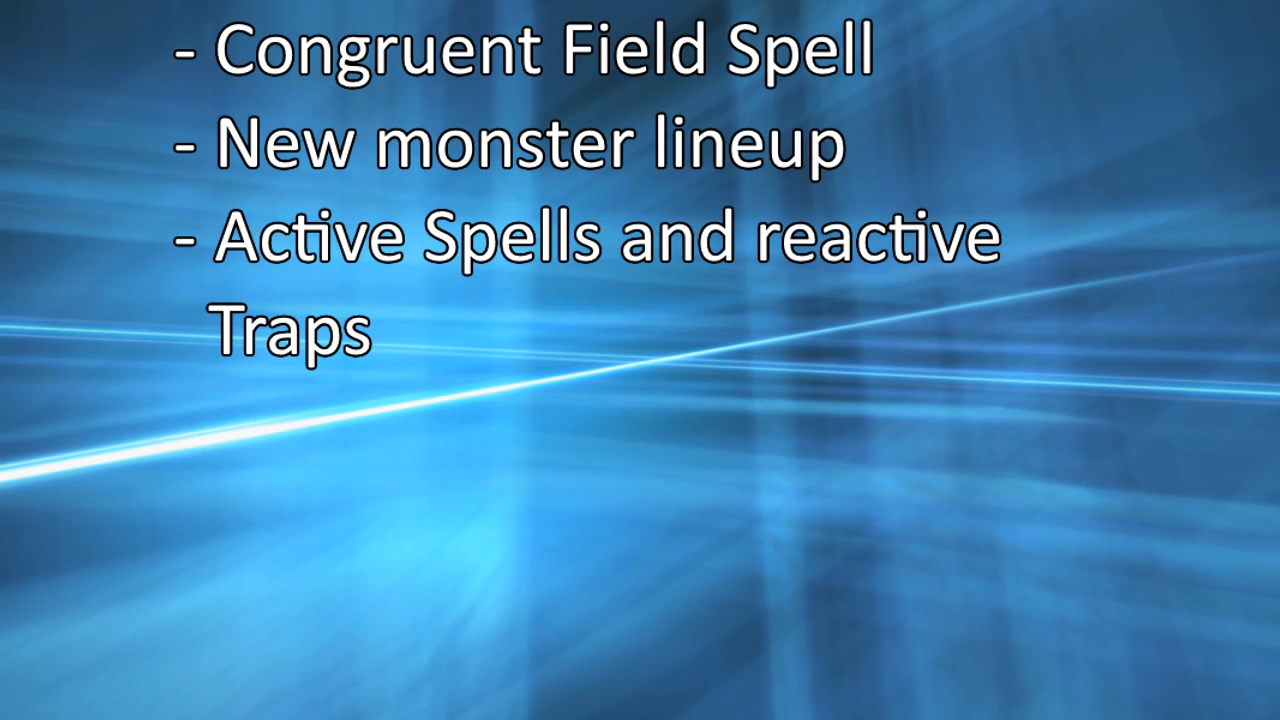 - Congruent Field Spell
- New monster lineup
- Active Spells and reactive
Traps